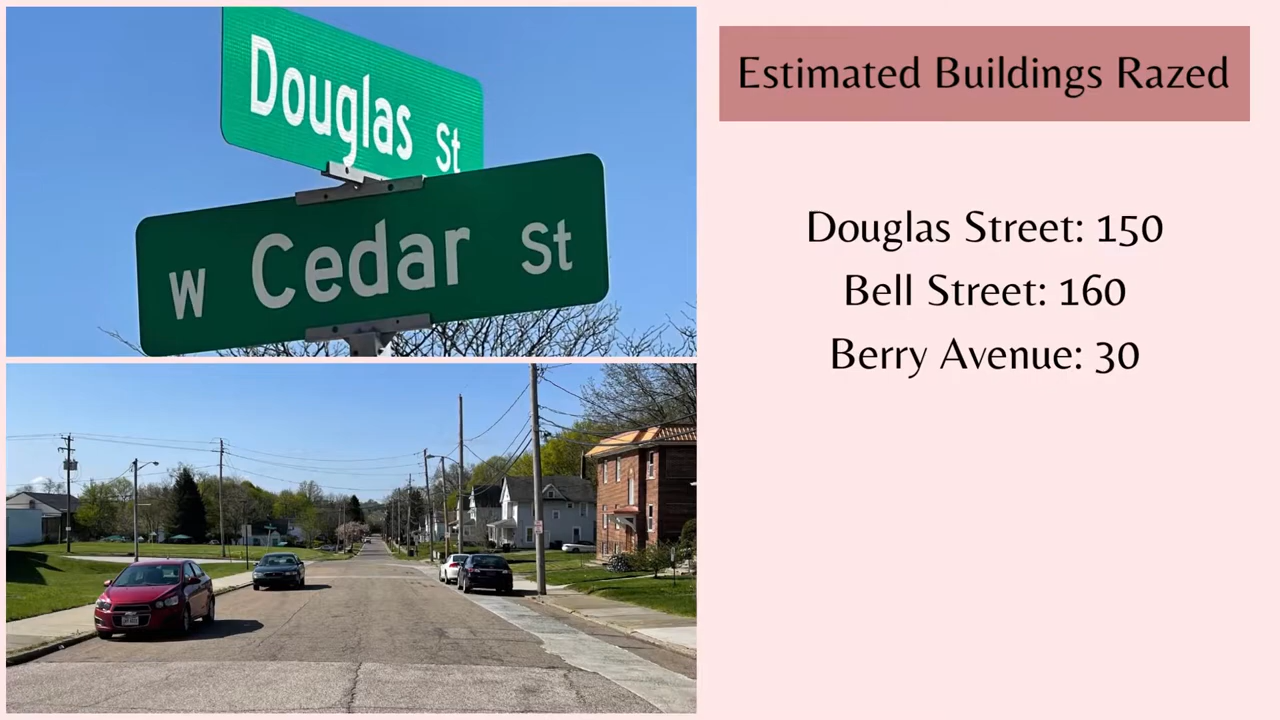 Douglas St
W Cedar St
Estimated Buildings Razed
Douglas Street: 150
Bell Street: 160
Berry Avenue: 30